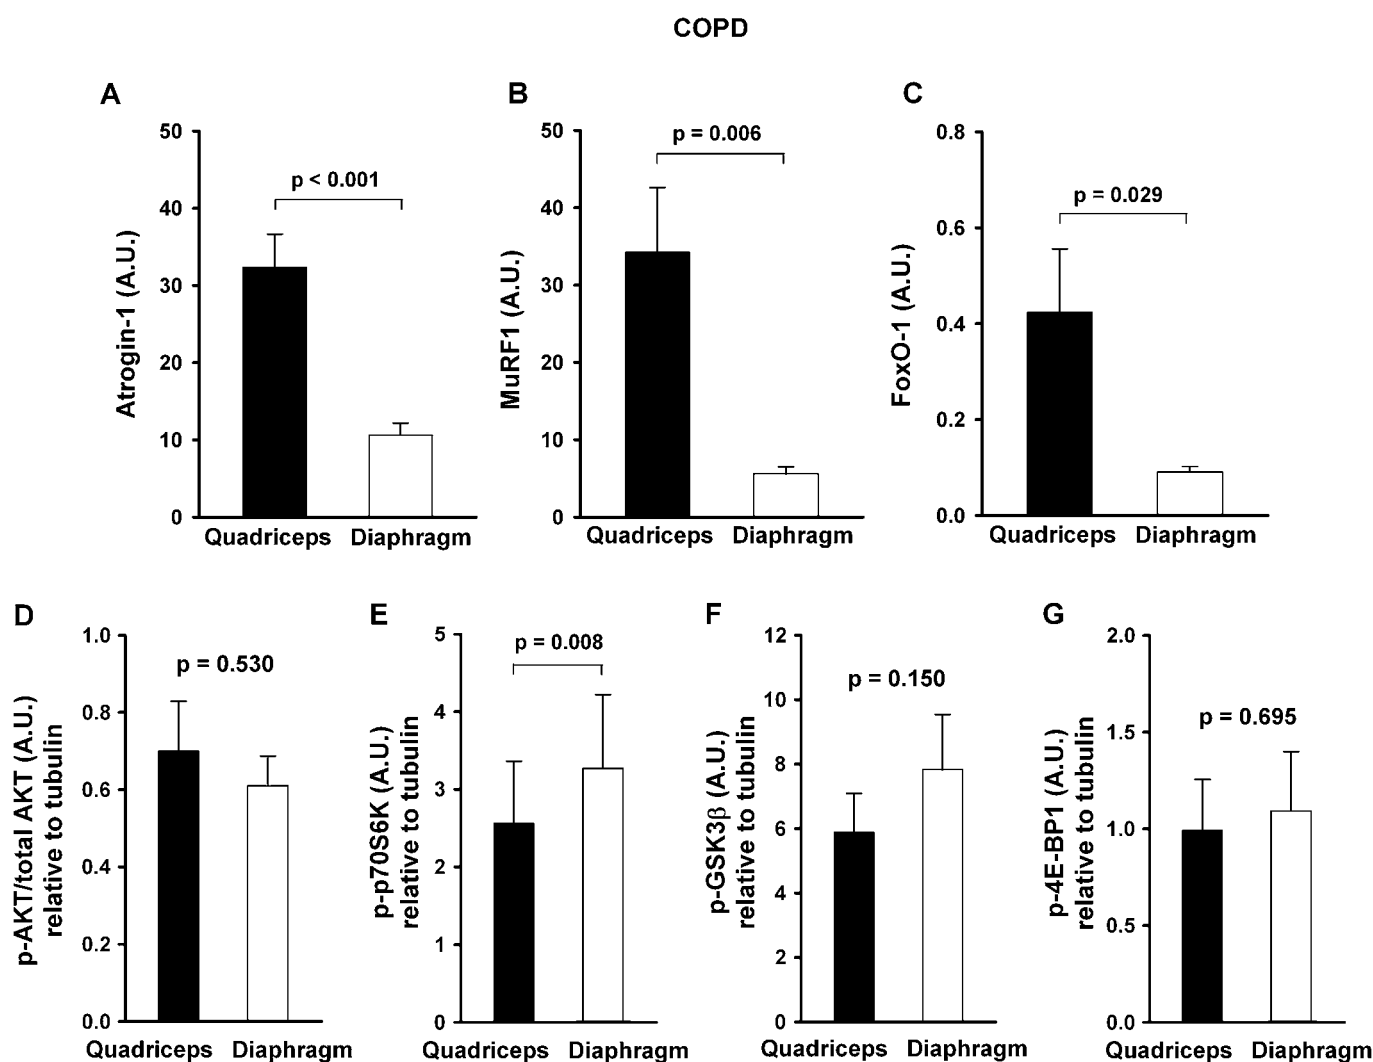 COPD
A
B
C
50
40
30
20
10
0
Atrogin-1 (A.U.)
p < 0.001
Quadriceps Diaphragm
50
40
30
20
10
0
MuRF1 (A.U.)
p = 0.006
Quadriceps Diaphragm
0.8
0.6
0.4
0.2
0.0
FoxO-1 (A.U.)
p = 0.029
Quadriceps Diaphragm
D
E
F
G
1.0
0.8
0.6
0.4
0.2
0.0
p-AKT/total AKT (A.U.)
relative to tubulin
p = 0.530
Quadriceps Diaphragm
5
4
3
2
1
0
p-p70S6K (A.U.)
relative to tubulin
p = 0.008
Quadriceps Diaphragm
12
10
8
6
4
2
0
p-GSK3β (A.U.)
relative to tubulin
p = 0.150
Quadriceps Diaphragm
2.0
1.5
1.0
0.5
0.0
p-4E-BP1 (A.U.)
relative to tubulin
p = 0.695
Quadriceps Diaphragm